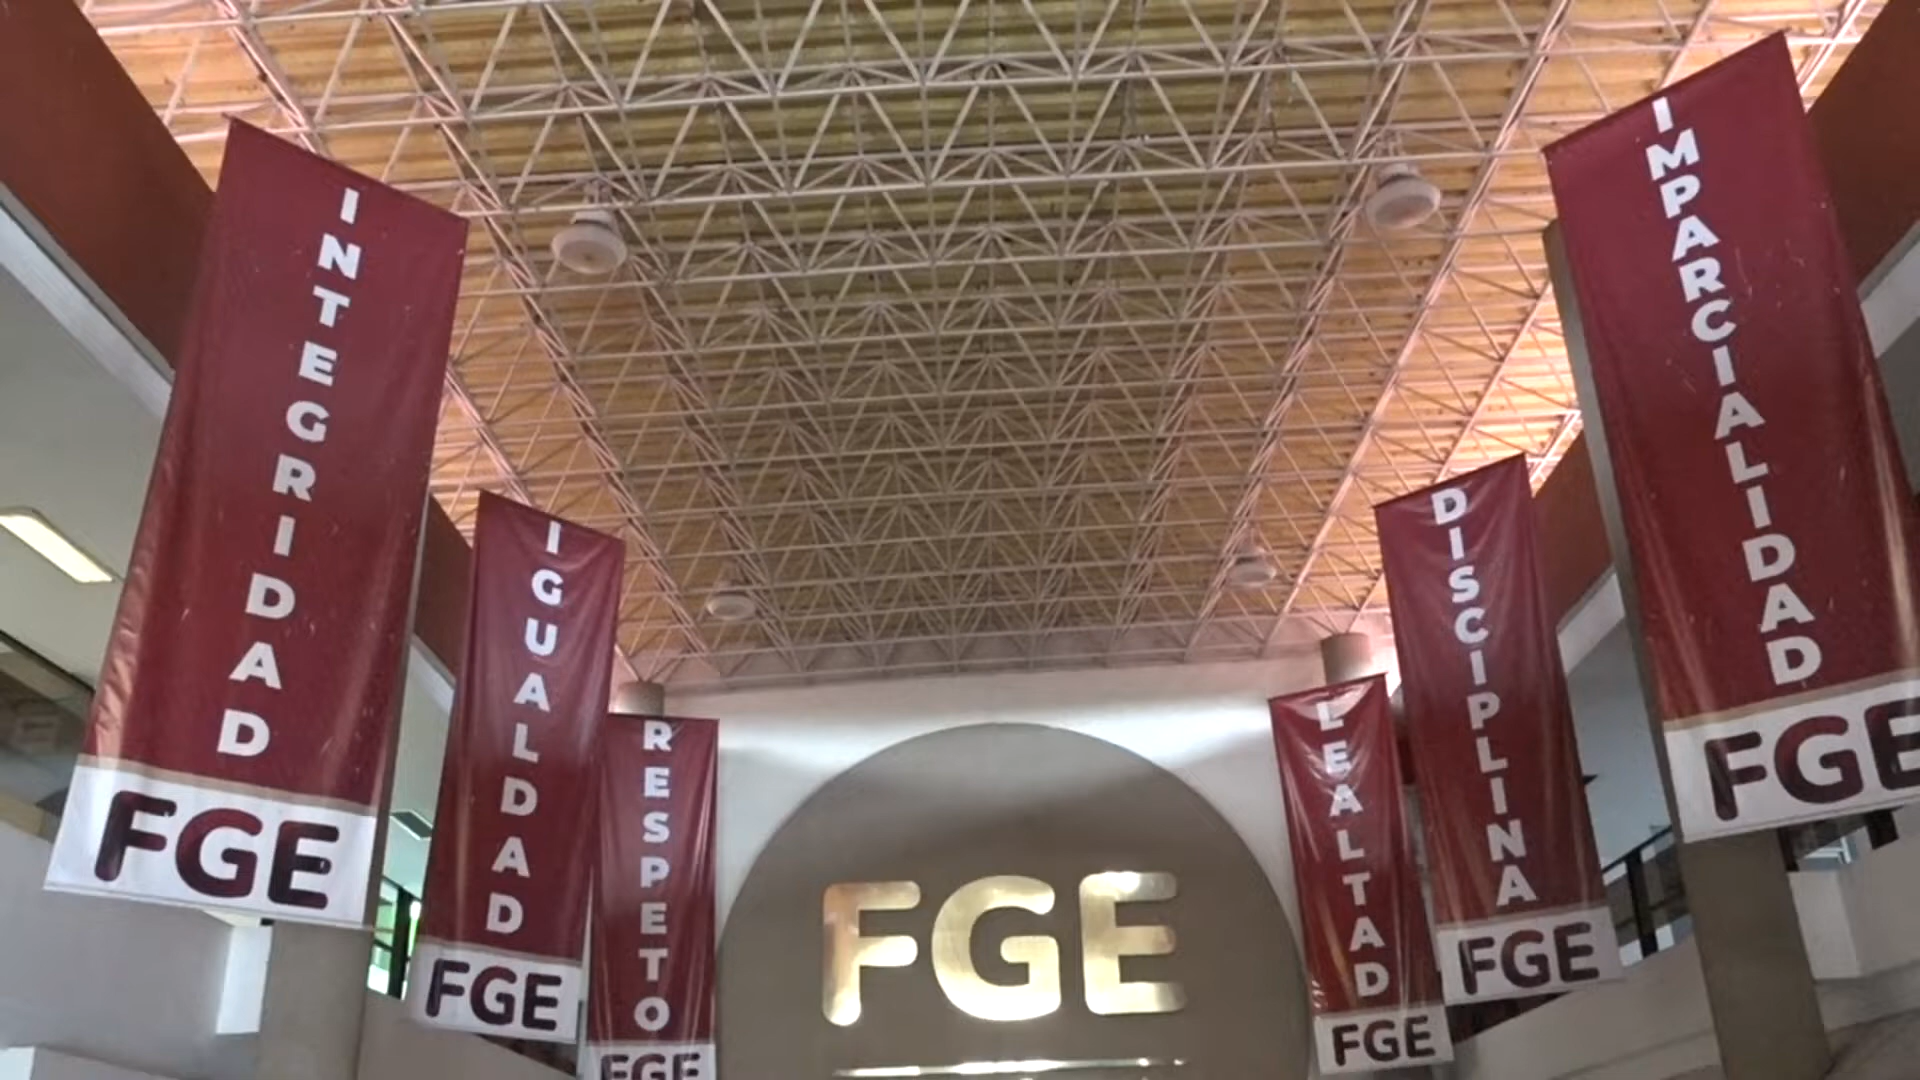 INTEGRIDAD
FGE
IGUALDAD
FGE
RESPETO
FGE
FGE
LEALTAD
FGE
DISCIPLINA
FGE
IMPARCIALIDAD
FGE